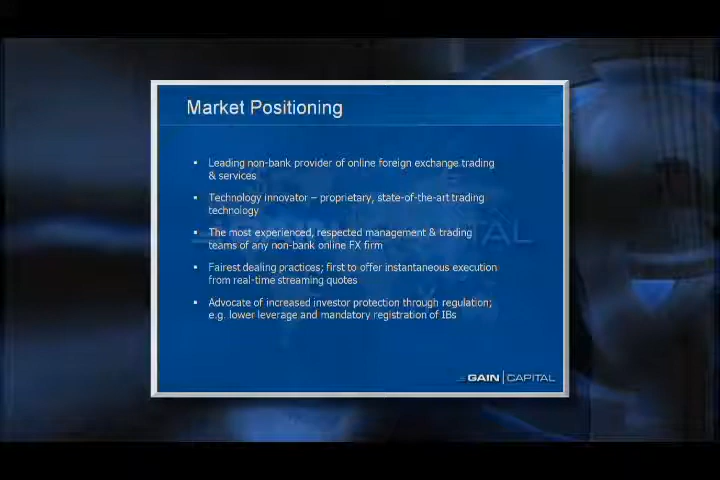 Market Positioning
▪ Leading non-bank provider of online foreign exchange trading
& services
▪ Technology innovator – proprietary, state-of-the-art trading
technology
▪ The most experienced, respected management & trading
teams of any non-bank online FX firm
▪ Fairest dealing practices; first to offer instantaneous execution
from real-time streaming quotes
▪ Advocate of increased investor protection through regulation;
e.g. lower leverage and mandatory registration of IBs
GAIN | CAPITAL